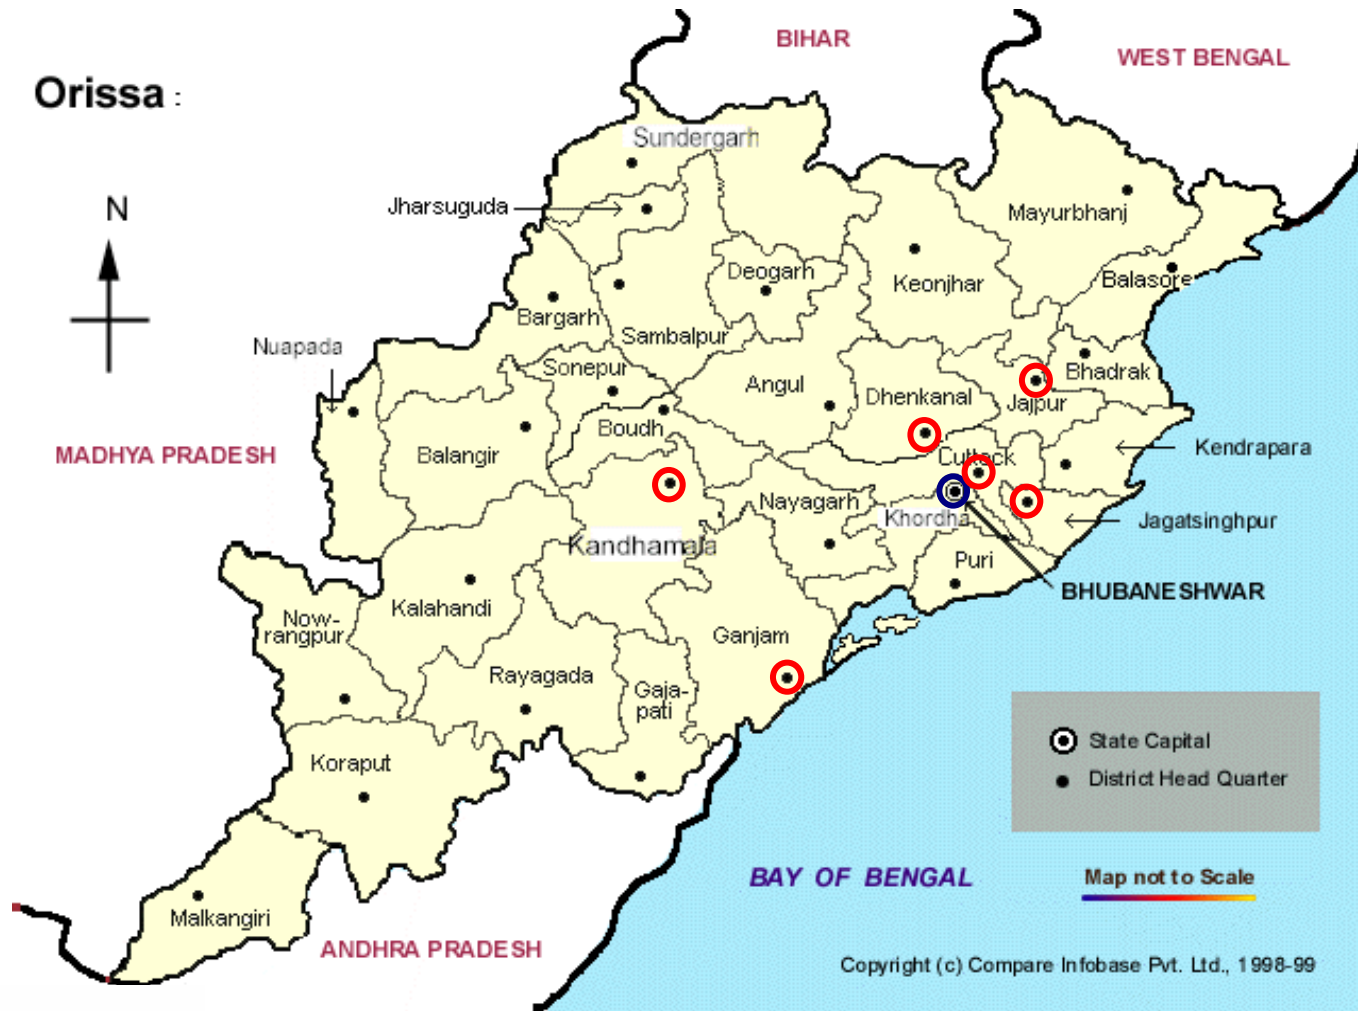 BIHAR
WEST BENGAL
Orissa :
Sundergarh
N
Jharsuguda
Mayurbhanj
Deogarh
Keonjhar
Balasore
Bargarh
Sambalpur
Nuapada
Sonepur
Angul
Dhenkanal
Bhadrak
Jajpur
Boudh
MADHYA PRADESH
Balangir
Cuttack
Kendrapara
Nayagarh
Khordha
Jagatsinghpur
Kandhamala
Puri
BHUBANESHWAR
Kalahandi
Now-
rangpur
Ganjam
Rayagada
Gaja-
pati
State Capital
Koraput
District Head Quarter
BAY OF BENGAL
Map not to Scale
Malkangiri
ANDHRA PRADESH
Copyright (c) Compare Infobase Pvt. Ltd., 1998-99